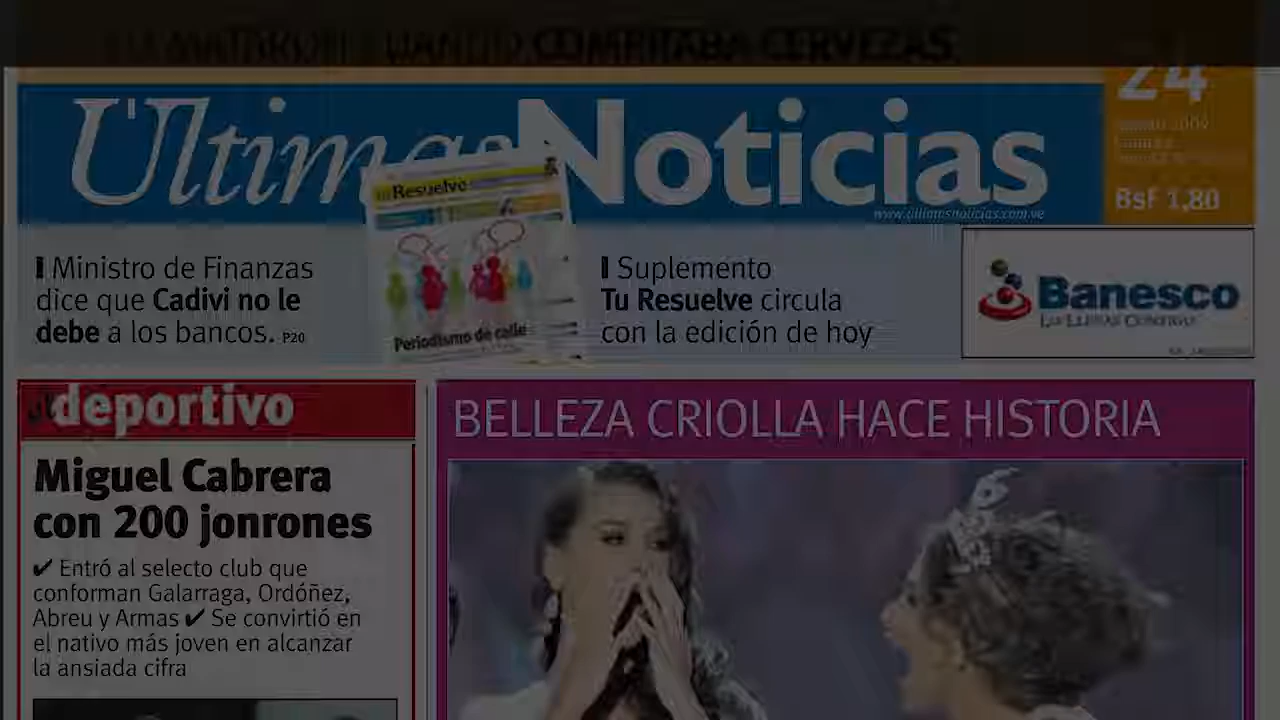 COMPRABA CERVEZAS
Últimas Noticias
24
BsF 1,80
www.ultimasnoticias.com.ve
Ministro de Finanzas
dice que Cadivi no le
debe a los bancos. P20
Resuelve
Periodismo de calle
Suplemento
Tu Resuelve circula
con la edición de hoy
Banesco
deportivo
Miguel Cabrera
con 200 jonrones
✔ Entró al selecto club que
conforman Galarraga, Ordóñez,
Abreu y Armas ✔ Se convirtió en
el nativo más joven en alcanzar
la ansiada cifra
BELLEZA CRIOLLA HACE HISTORIA